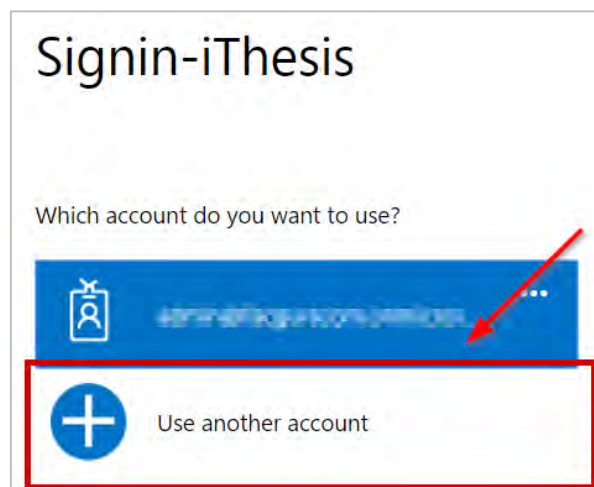 Signin-iThesis
Which account do you want to use?
Use another account